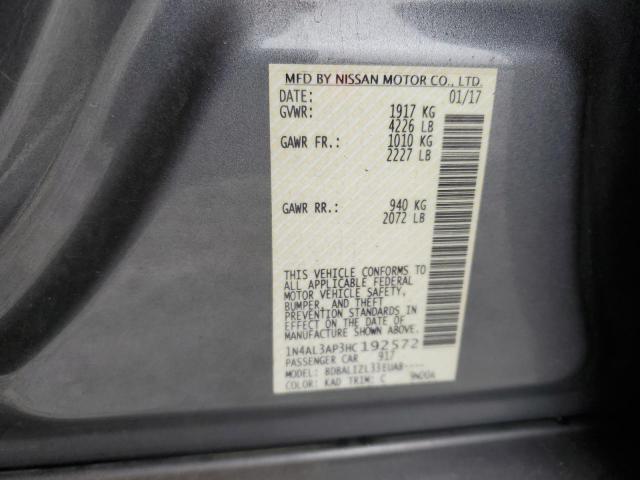 MFD BY NISSAN MOTOR CO., LTD.
DATE: 01/17
GVWR: 1917 KG
4226 LB
GAWR FR.: 1010 KG
2227 LB
GAWR RR.: 940 KG
2072 LB
THIS VEHICLE CONFORMS TO
ALL APPLICABLE FEDERAL
MOTOR VEHICLE SAFETY,
BUMPER, AND THEFT
PREVENTION STANDARDS IN
EFFECT ON THE DATE OF
MANUFACTURE SHOWN ABOVE.
1N4AL3AP3HC192572
PASSENGER CAR 917
MODEL: BDBALIZL33EUA8-----
COLOR: KAD TRIM: C